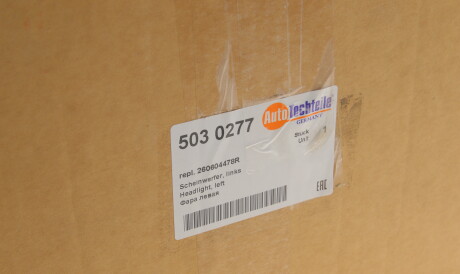 503 0277
AutoTechteile
GERMANY
Stück
Unit
repl. 260604478R
Scheinwerfer, links
Headlight, left
Фара левая
EAC